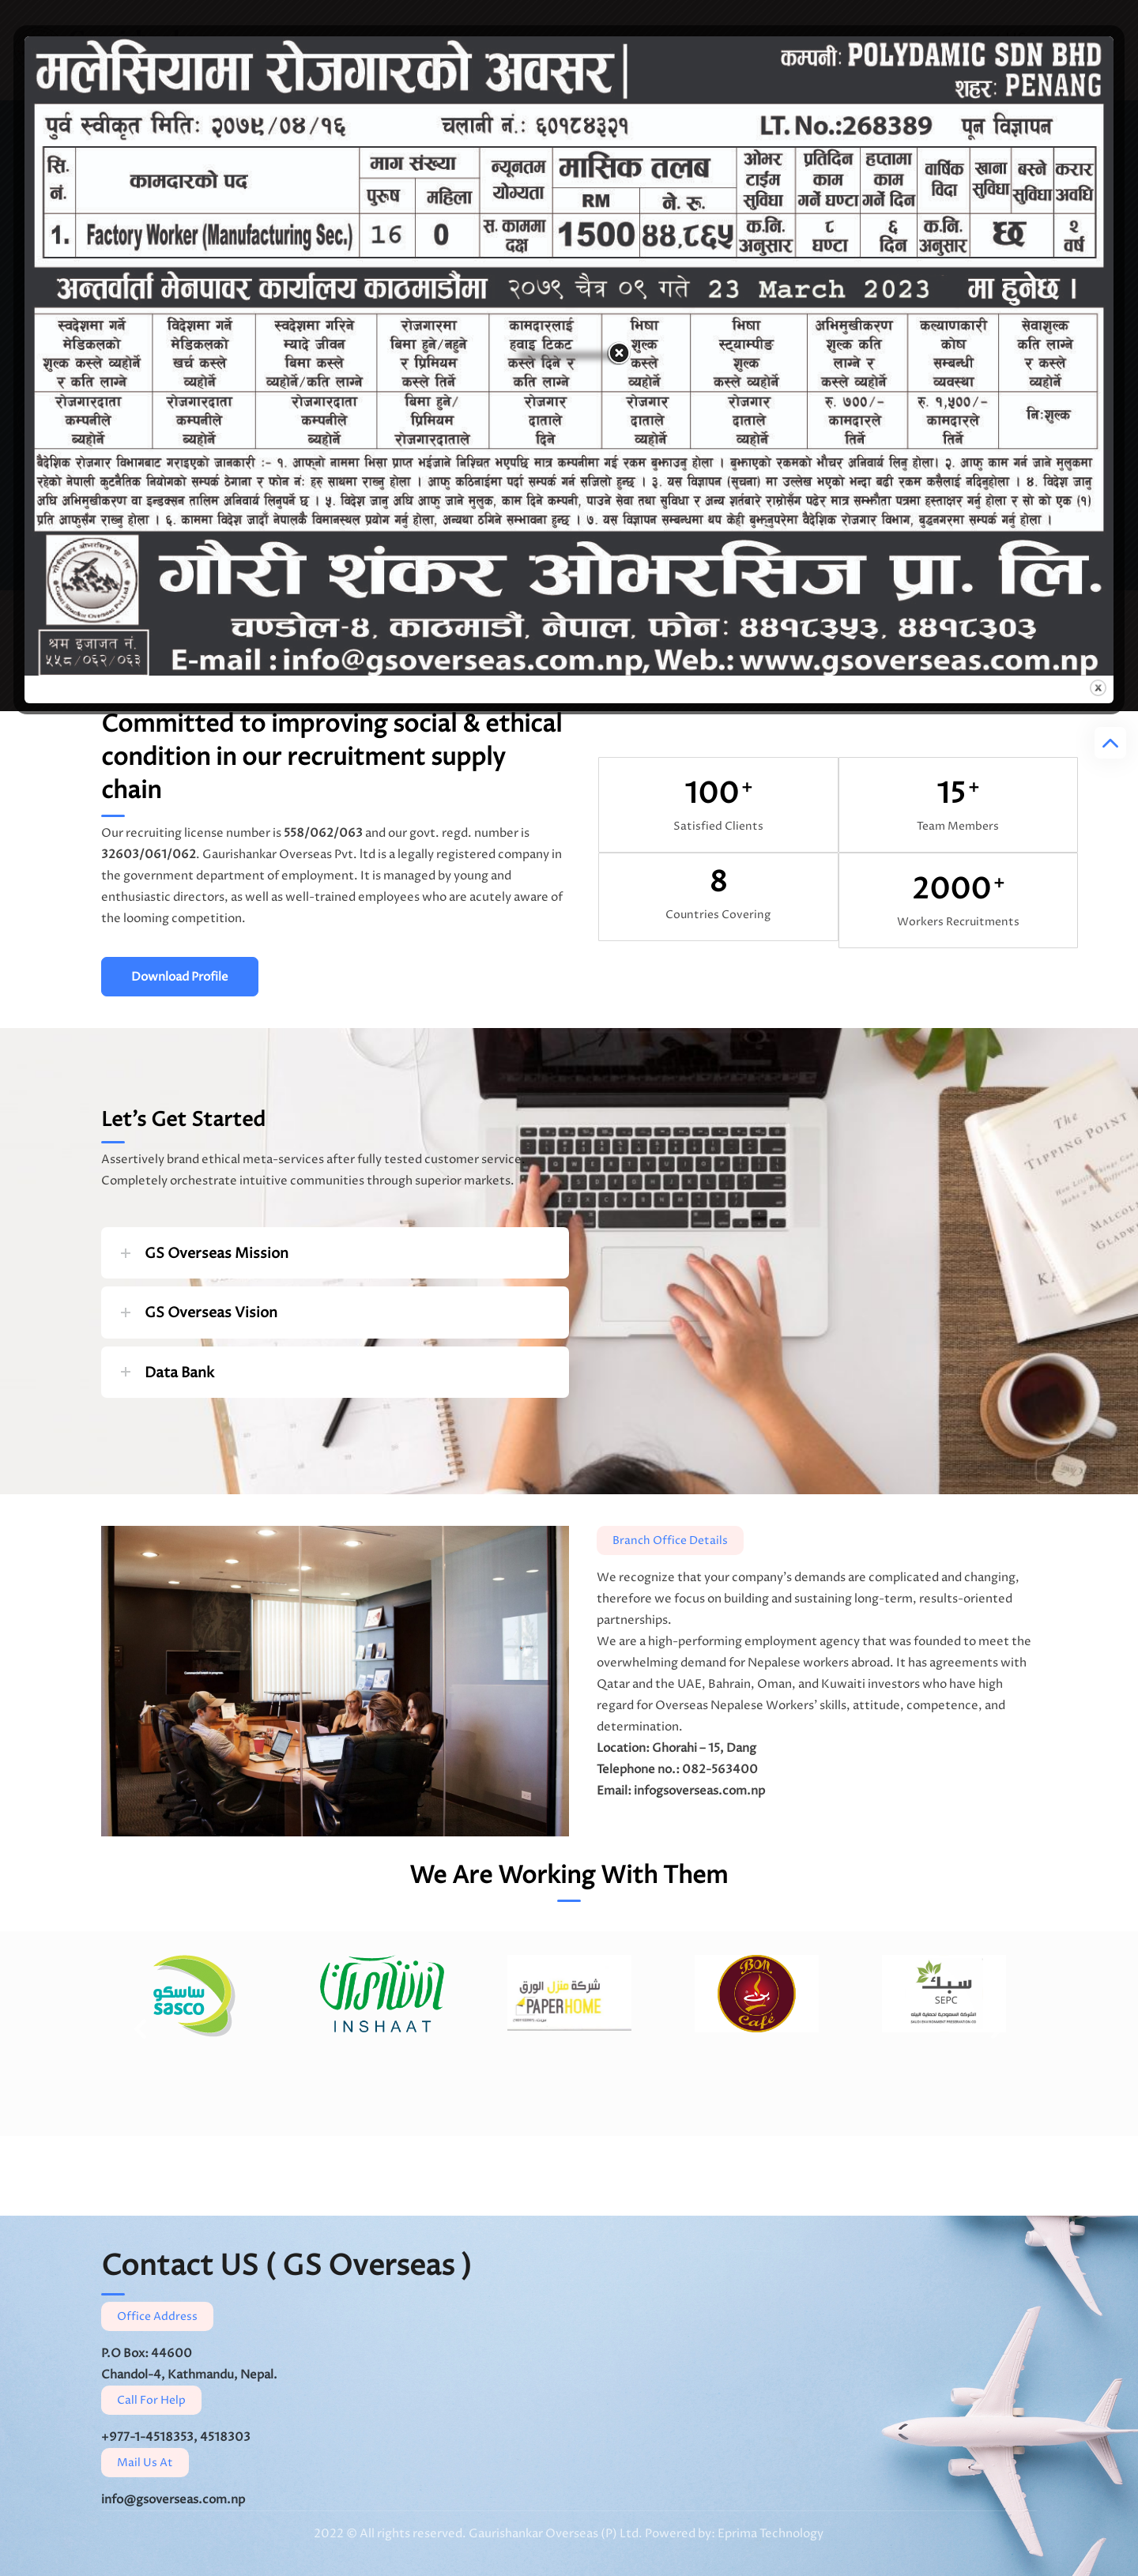 मलेसियामा रोजगारको अवसर
कम्पनी: POLYDAMIC SDN BHD
शहर: PENANG
पुर्व स्वीकृत मिति: २०७९/०४/१६ चलानी नं.: ६०१८४३२१ LT. No.:268389 पून विज्ञापन
सि. नं.
कामदारको पद
माग संख्या
पुरूष महिला
न्यूनतम योग्यता
मासिक तलब
RM ने. रू.
ओभर टाईम सुविधा
प्रतिदिन काम गर्ने घण्टा
हप्तामा काम गर्ने दिन
वार्षिक विदा
खाना सुविधा
बस्ने सुविधा
करार अवधि
1. Factory Worker (Manufacturing Sec.) 16 0 स. काममा दक्ष 1500 ४४,८६५ क.नि. अनुसार ८ घण्टा ६ दिन क.नि. अनुसार छ २ वर्ष
अन्तर्वार्ता मेनपावर कार्यालय काठमाडौंमा २०७९ चैत्र ०९ गते 23 March 2023 मा हुनेछ।
स्वदेशमा गर्ने मेडिकलको शुल्क कस्ले व्यहोर्ने र कति लाग्ने
विदेशमा गर्ने मेडिकलको खर्च कस्ले व्यहोर्ने
स्वदेशमा गरिने म्यादे जीवन बिमा कस्ले व्यहोर्ने/कति लाग्ने
रोजगारमा बिमा हुने/नहुने र प्रिमियम कस्ले तिर्ने
कामदारलाई हवाइ टिकट कस्ले दिने र कति लाग्ने
भिषा शुल्क कस्ले व्यहोर्ने
भिषा स्ट्याम्पीङ शुल्क कस्ले व्यहोर्ने
अभिमुखीकरण शुल्क कति लाग्ने र कस्ले व्यहोर्ने
कल्याणकारी कोष सम्बन्धी व्यवस्था
सेवाशुल्क कति लाग्ने र कस्ले व्यहोर्ने
रोजगारदाता कम्पनीले ब्यहोर्ने
रोजगारदाता कम्पनीले ब्यहोर्ने
रोजगारदाता कम्पनीले ब्यहोर्ने
बिमा हुने/ प्रिमियम रोजगारदाताले
रोजगार दाताले दिने
रोजगार दाताले व्यहोर्ने
रोजगार दाताले व्यहोर्ने
रु. ७००/- कामदारले तिर्ने
रु. १,५००/- कामदारले तिर्ने
नि:शुल्क
बैदेशिक रोजगार विभागबाट गराइएको जानकारी :- १. आफ्नो नाममा भिसा प्राप्त भईजाने निश्चित भएपछि मात्र कम्पनीमा गई रकम बुझाउनु होला । बुझाएको रकमको भौचर अनिवार्य लिनु होला। २. आफु काम गर्न जाने मुलुकमा
रहेको नेपाली कुटनैतिक नियोगको सम्पर्क ठेगाना र फोन नं: हरु साथमा राख्नु होला । आफु कठिनाईमा पर्दा सम्पर्क गर्न सजिलो हुन्छ । ३. यस विज्ञापन (सूचना) मा उल्लेख भएको भन्दा बढी रकम कसैलाई नदिनुहोला । ४. विदेश जानु
अघि अभिमुखीकरण वा इन्डक्सन तालिम अनिवार्य लिनुपर्ने छ । ५. विदेश जानु अघि आफु जाने मुलुक, काम दिने कम्पनी, पाउने सेवा तथा सुविधा र अन्य शर्तबारे राम्रोसँग पढेर मात्र सम्झौता पत्रमा हस्ताक्षर गर्नु होला र सो को एक (१)
प्रति आफुसँग राख्नु होला । ६. काममा विदेश जादाँ नेपालकै विमानस्थल प्रयोग गर्नु होला, अन्यथा ठगिने सम्भावना हुन्छ । ७. यस विज्ञापन सम्बन्धमा थप केही बुझ्नुपरेमा वैदेशिक रोजगार विभाग, बुद्धनगरमा सम्पर्क गर्नु होला ।
गौरी शंकर ओभरसिज प्रा. लि.
श्रम इजाजत नं.
५५८/०६२/०६३
चण्डोल-४, काठमाडौं, नेपाल, फोन: ४४१८३५३, ४४१८३०३
E-mail : info@gsoverseas.com.np, Web.: www.gsoverseas.com.np
Committed to improving social & ethical
condition in our recruitment supply
chain
Our recruiting license number is 558/062/063 and our govt. regd. number is
32603/061/062. Gaurishankar Overseas Pvt. ltd is a legally registered company in
the government department of employment. It is managed by young and
enthusiastic directors, as well as well-trained employees who are acutely aware of
the looming competition.
Download Profile
100+
Satisfied Clients
15+
Team Members
8
Countries Covering
2000+
Workers Recruitments
Let's Get Started
Assertively brand ethical meta-services after fully tested customer service.
Completely orchestrate intuitive communities through superior markets.
GS Overseas Mission
GS Overseas Vision
Data Bank
The
TIPPING POINT
MALCOLM
GLADWELL
Branch Office Details
We recognize that your company's demands are complicated and changing,
therefore we focus on building and sustaining long-term, results-oriented
partnerships.
We are a high-performing employment agency that was founded to meet the
overwhelming demand for Nepalese workers abroad. It has agreements with
Qatar and the UAE, Bahrain, Oman, and Kuwaiti investors who have high
regard for Overseas Nepalese Workers' skills, attitude, competence, and
determination.
Location: Ghorahi – 15, Dang
Telephone no.: 082-563400
Email: infogsoverseas.com.np
We Are Working With Them
ساسكو
SASCO
INSHAAT
شركة منزل الورق
PAPERHOME
Bon
بن
Café
سبك
SEPC
Contact US ( GS Overseas )
Office Address
P.O Box: 44600
Chandol-4, Kathmandu, Nepal.
Call For Help
+977-1-4518353, 4518303
Mail Us At
info@gsoverseas.com.np
2022 © All rights reserved. Gaurishankar Overseas (P) Ltd. Powered by: Eprima Technology